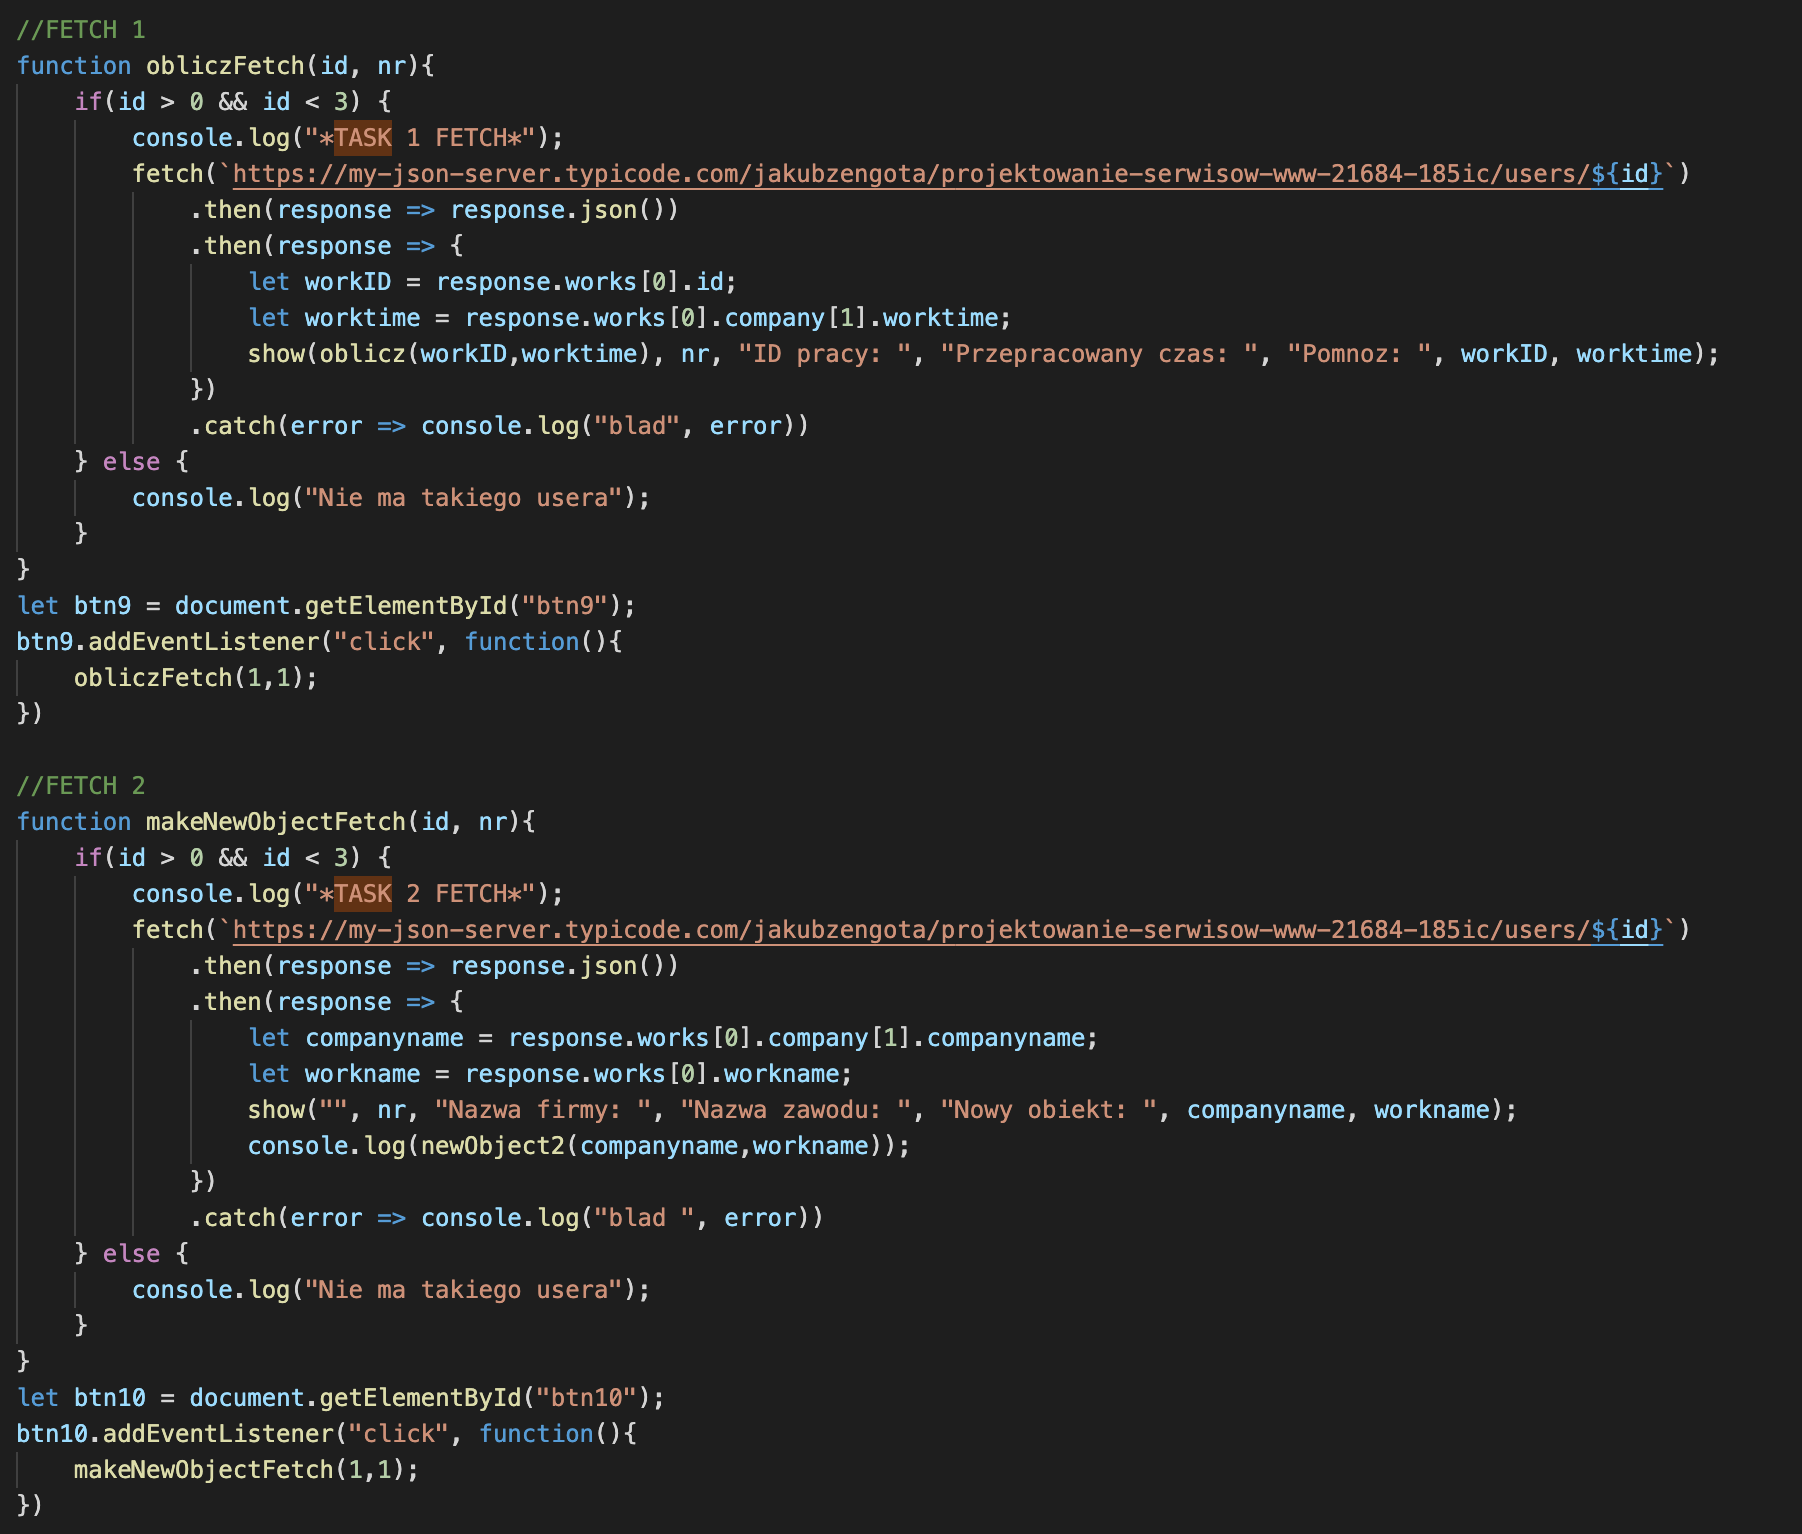 //FETCH 1
function obliczFetch(id, nr){
    if(id > 0 && id < 3) {
        console.log("*TASK 1 FETCH*");
        fetch(`https://my-json-server.typicode.com/jakubzengota/projektowanie-serwisow-www-21684-185ic/users/${id}`)
            .then(response => response.json())
            .then(response => {
                let workID = response.works[0].id;
                let worktime = response.works[0].company[1].worktime;
                show(oblicz(workID,worktime), nr, "ID pracy: ", "Przepracowany czas: ", "Pomnoz: ", workID, worktime);
            })
            .catch(error => console.log("blad", error))
    } else {
        console.log("Nie ma takiego usera");
    }
}
let btn9 = document.getElementById("btn9");
btn9.addEventListener("click", function(){
    obliczFetch(1,1);
})

//FETCH 2
function makeNewObjectFetch(id, nr){
    if(id > 0 && id < 3) {
        console.log("*TASK 2 FETCH*");
        fetch(`https://my-json-server.typicode.com/jakubzengota/projektowanie-serwisow-www-21684-185ic/users/${id}`)
            .then(response => response.json())
            .then(response => {
                let companyname = response.works[0].company[1].companyname;
                let workname = response.works[0].workname;
                show("", nr, "Nazwa firmy: ", "Nazwa zawodu: ", "Nowy obiekt: ", companyname, workname);
                console.log(newObject2(companyname,workname));
            })
            .catch(error => console.log("blad ", error))
    } else {
        console.log("Nie ma takiego usera");
    }
}
let btn10 = document.getElementById("btn10");
btn10.addEventListener("click", function(){
    makeNewObjectFetch(1,1);
})